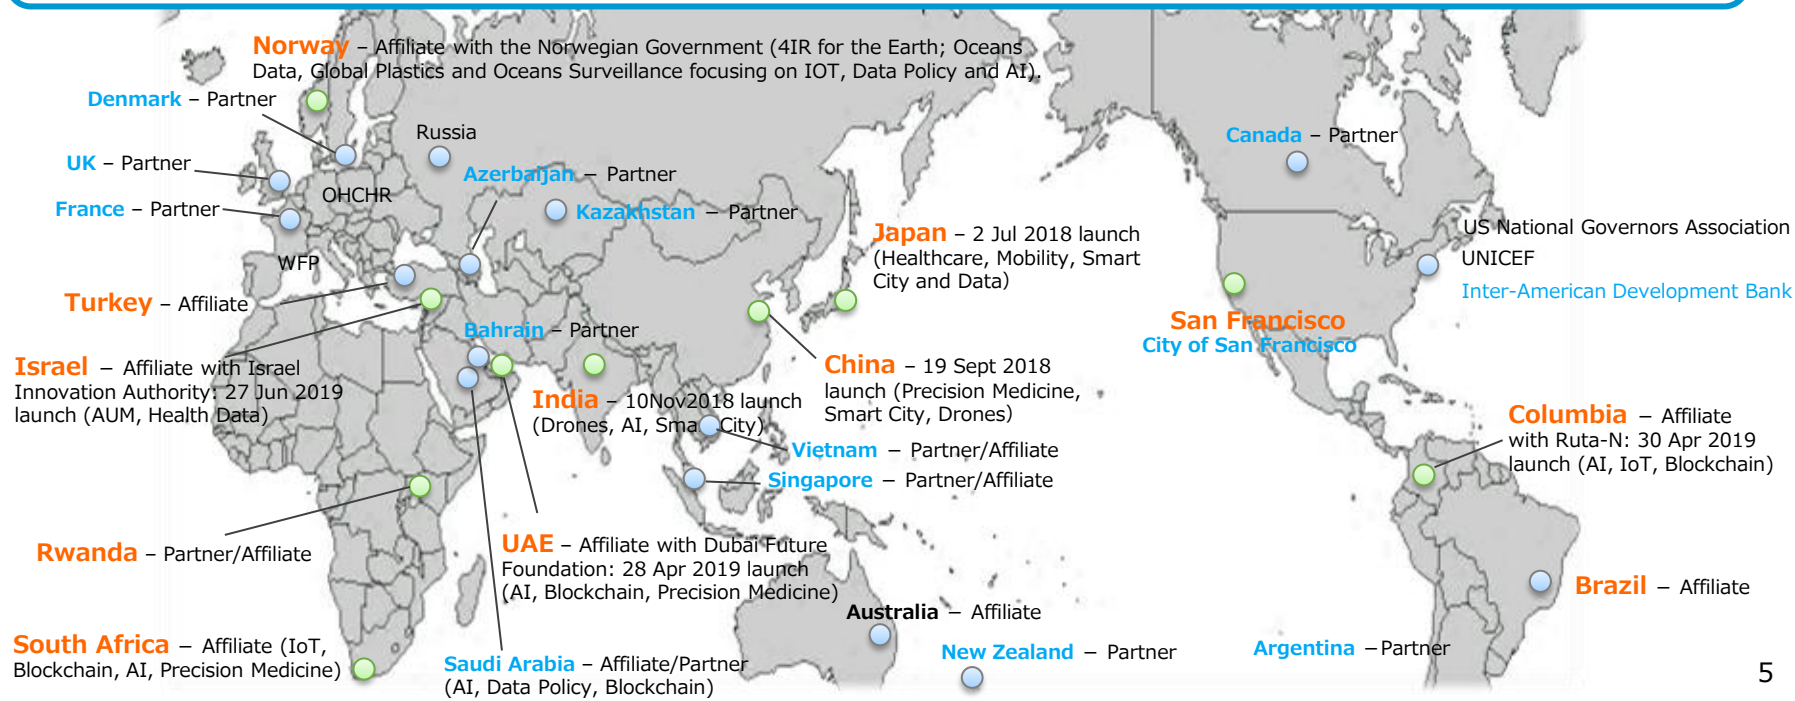 Norway – Affiliate with the Norwegian Government (4IR for the Earth; Oceans
Data, Global Plastics and Oceans Surveillance focusing on IOT, Data Policy and AI).
Denmark – Partner
Russia
Canada – Partner
UK – Partner
Azerbaijan – Partner
OHCHR
France – Partner
Kazakhstan – Partner
Japan – 2 Jul 2018 launch
(Healthcare, Mobility, Smart
City and Data)
US National Governors Association
UNICEF
Inter-American Development Bank
WFP
Turkey – Affiliate
San Francisco
City of San Francisco
Bahrain – Partner
Israel – Affiliate with Israel
Innovation Authority: 27 Jun 2019
launch (AUM, Health Data)
China – 19 Sept 2018
launch (Precision Medicine,
Smart City, Drones)
India – 10Nov2018 launch
(Drones, AI, Sma City)
Columbia – Affiliate
with Ruta-N: 30 Apr 2019
launch (AI, IoT, Blockchain)
Vietnam – Partner/Affiliate
Singapore – Partner/Affiliate
Rwanda – Partner/Affiliate
UAE – Affiliate with Dubai Future
Foundation: 28 Apr 2019 launch
(AI, Blockchain, Precision Medicine)
Brazil – Affiliate
Australia – Affiliate
South Africa – Affiliate (IoT,
Blockchain, AI, Precision Medicine)
Saudi Arabia – Affiliate/Partner
(AI, Data Policy, Blockchain)
New Zealand – Partner
Argentina –Partner
5